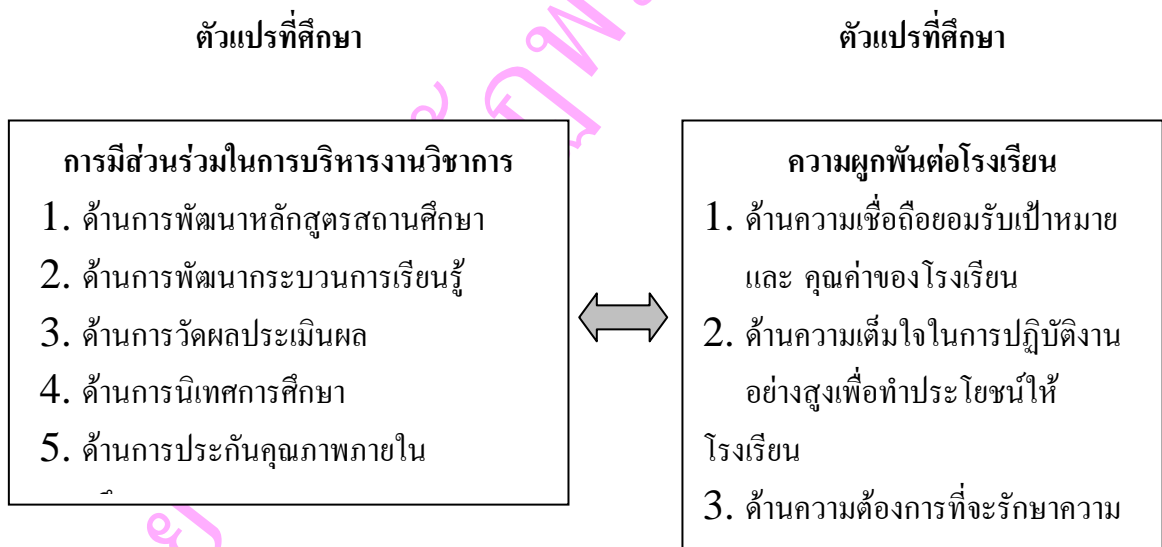 ตัวแปรที่ศึกษา
ตัวแปรที่ศึกษา
การมีส่วนร่วมในการบริหารงานวิชาการ
1. ด้านการพัฒนาหลักสูตรสถานศึกษา
2. ด้านการพัฒนากระบวนการเรียนรู้
3. ด้านการวัดผลประเมินผล
4. ด้านการนิเทศการศึกษา
5. ด้านการประกันคุณภาพภายใน
ความผูกพันต่อโรงเรียน
1. ด้านความเชื่อถือยอมรับเป้าหมาย
และ คุณค่าของโรงเรียน
2. ด้านความเต็มใจในการปฏิบัติงาน
อย่างสูงเพื่อทำประโยชน์ให้
โรงเรียน
3. ด้านความต้องการที่จะรักษาความ